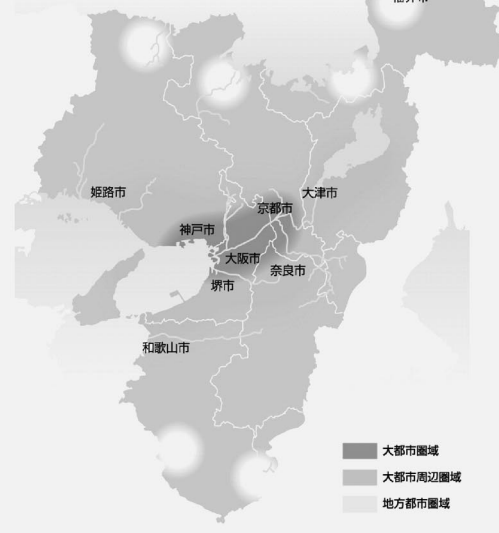 姫路市
大津市
京都市
神戸市
大阪市
奈良市
堺市
和歌山市
大都市圏域
大都市周辺圏域
地方都市圏域